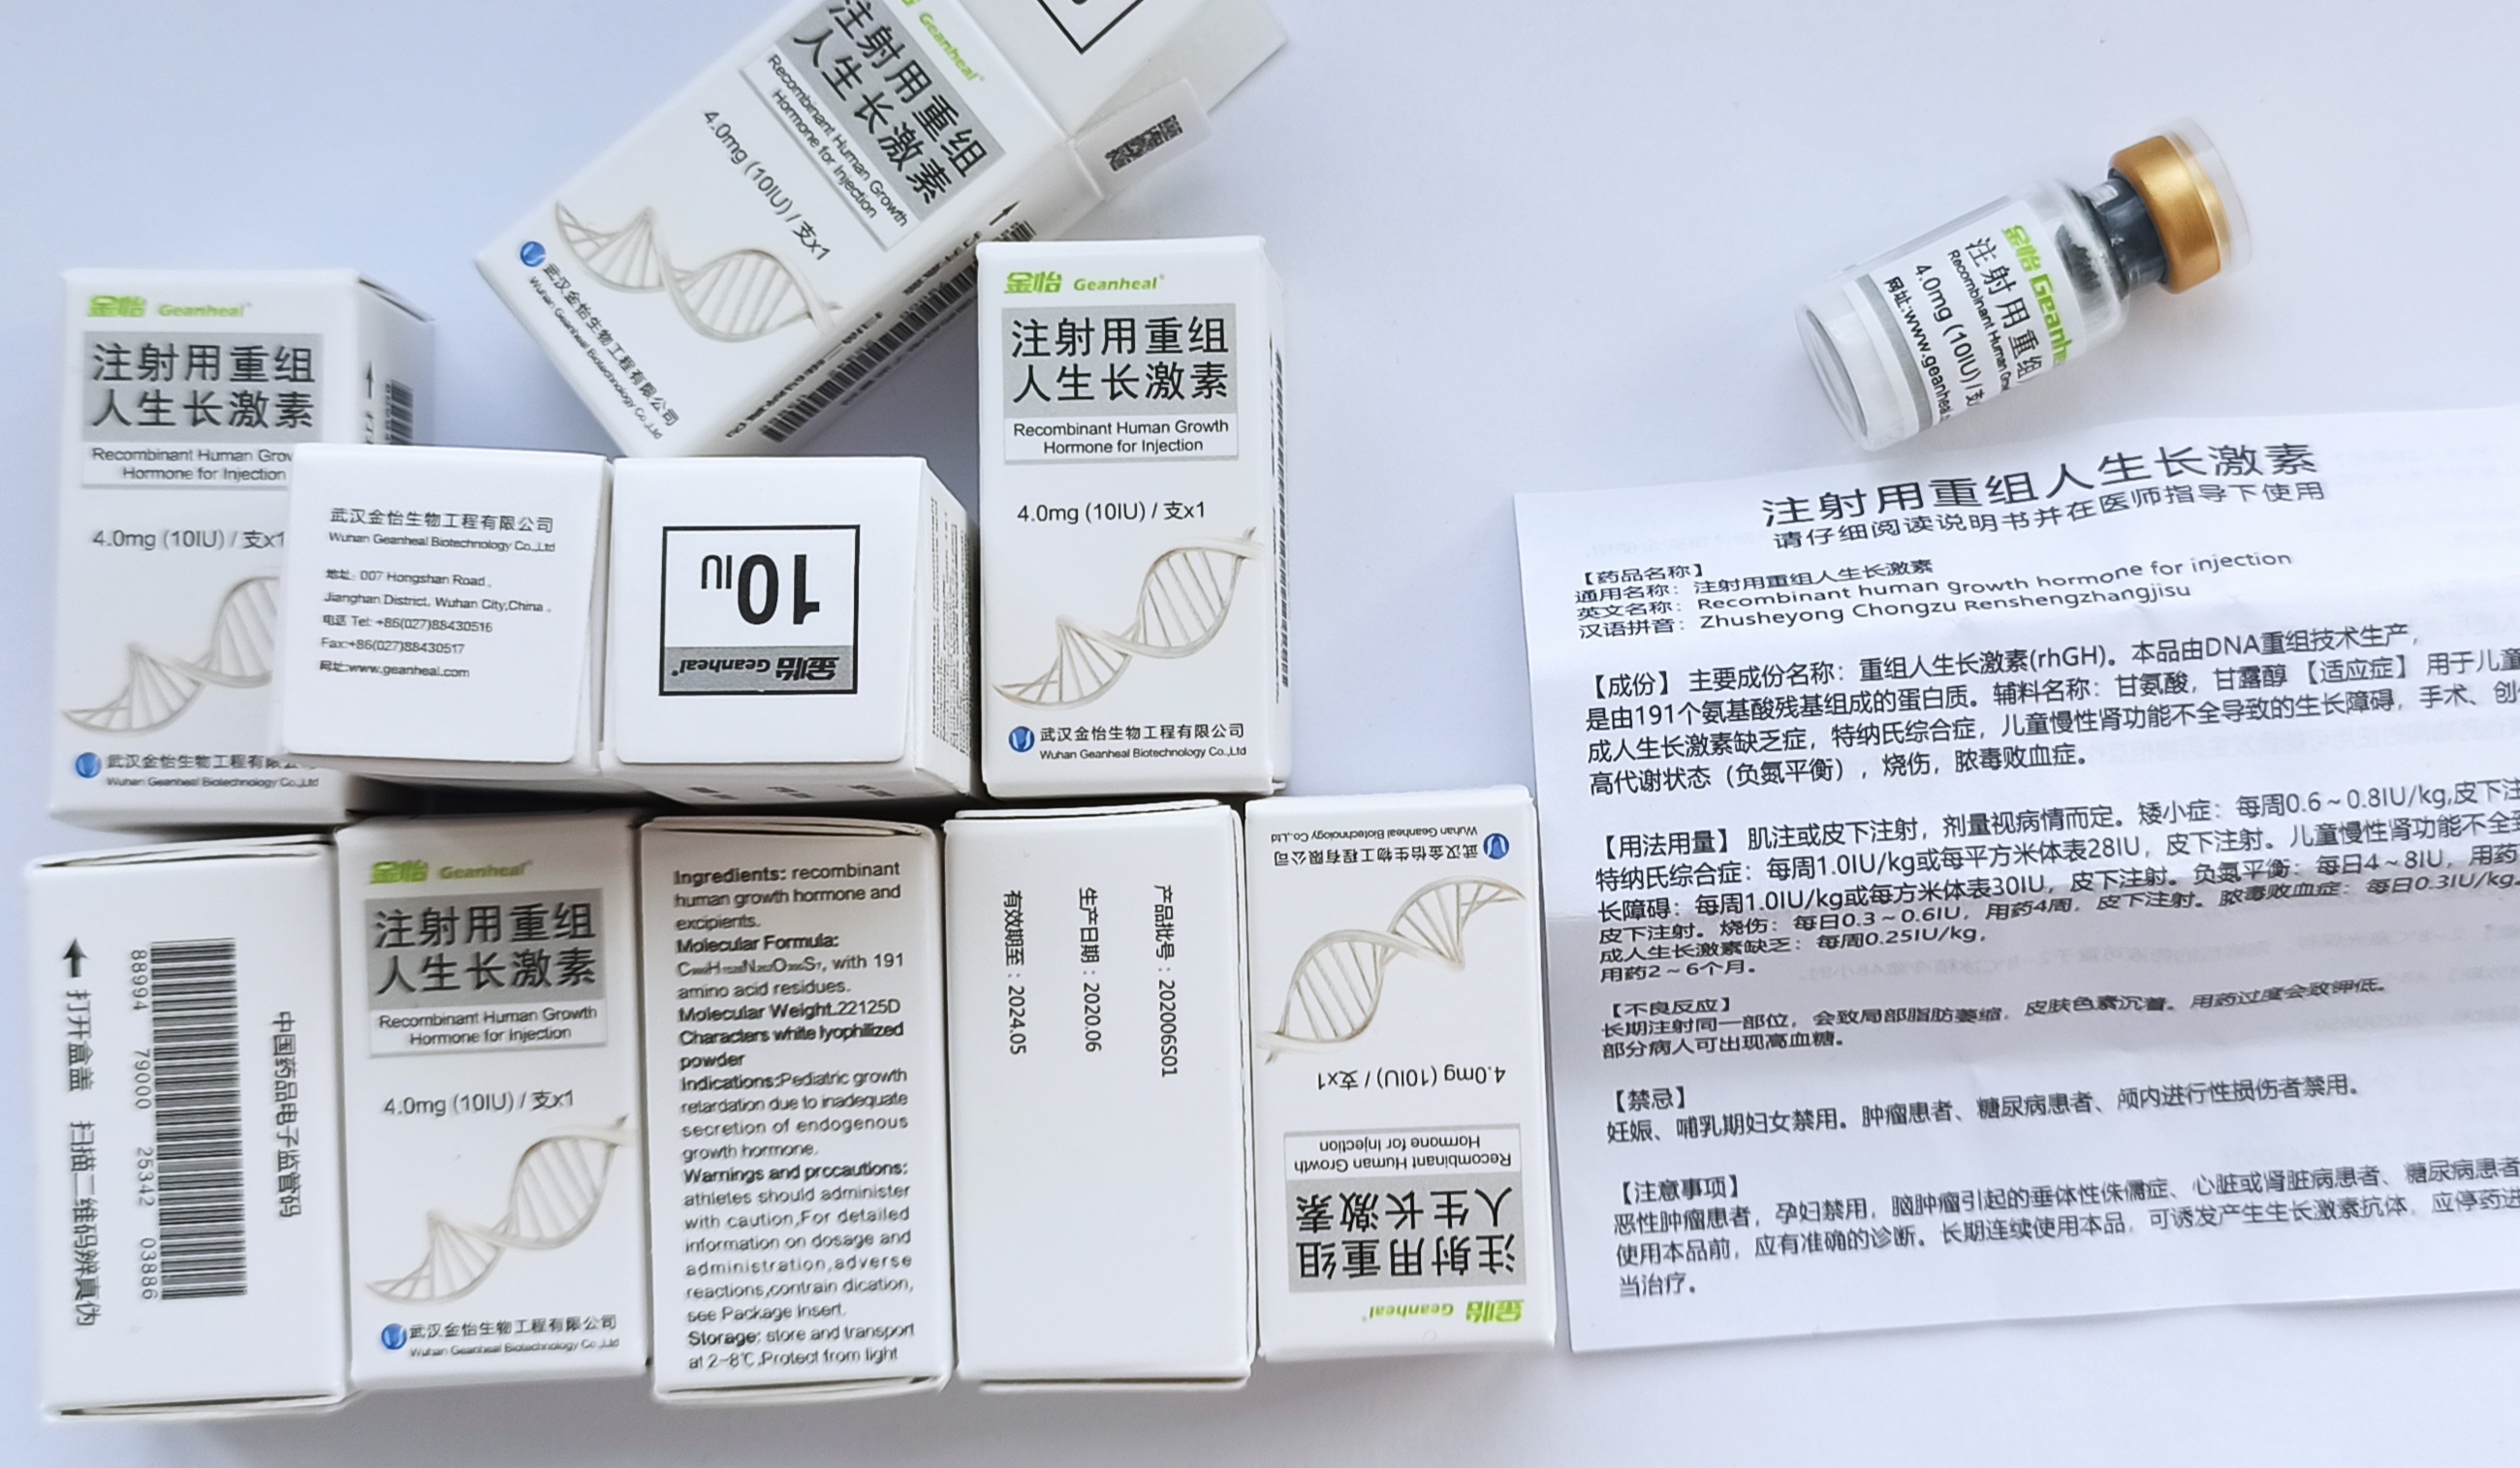 Geanheal®
注射用重组
人生长激素
Recombinant Human Growth
Hormone for Injection
4.0mg (10IU) / 支x1
武汉金怡生物工程有限公司
Wuhan Geanheal Biotechnology Co.,Ltd
金怡 Geanheal®
注射用重组
人生长激素
Recombinant Human Grow
Hormone for Injection
4.0mg (10IU) / 支x1
武汉金怡生物工程有限公
Wuhan Geanheal Biotechnology Co.,Ltd
金怡 Geanheal®
注射用重组
人生长激素
Recombinant Human Growth
Hormone for Injection
4.0mg (10IU) / 支x1
武汉金怡生物工程有限公司
Wuhan Geanheal Biotechnology Co.,Ltd
武汉金怡生物工程有限公司
Wuhan Geanheal Biotechnology Co.,Ltd
地址: 007 Hongshan Road ,
Jianghan District, Wuhan City,China .
电话 Tel: +86(027)88430516
Fax:+86(027)88430517
网址:www.geanheal.com
10IU
金怡 Geanheal®
中国药品电子监管码
88994 79000 25342 03886
打开盒盖 扫描二维码辨真伪
金怡 Geanheal®
注射用重组
人生长激素
Recombinant Human Growth
Hormone for Injection
4.0mg (10IU) / 支x1
武汉金怡生物工程有限公司
Wuhan Geanheal Biotechnology Co.,Ltd
Ingredients: recombinant
human growth hormone and
excipients.
Molecular Formula:
with 191
amino acid residues.
Molecular Weight.22125D
Characters white lyophilized
powder
Indications:Pediatric growth
retardation due to inadequate
secretion of endogenous
growth hormone.
Warnings and prccautions:
athletes should administer
with caution,For detailed
information on dosage and
administration,adverse
reactions,contrain dication,
see Package Insert.
Storage: store and transport
at 2-8℃.Protect from light
产品批号: 202006S01
生产日期: 2020.06
有效期至: 2024.05
金怡 Geanheal®
注射用重组
人生长激素
Recombinant Human Growth
Hormone for Injection
4.0mg (10IU) / 支x1
武汉金怡生物工程有限公司
Wuhan Geanheal Biotechnology Co.,Ltd
金怡 Geanhe
注射用重组
Recombinant Human Grow
4.0mg (10IU) / 支
网址:www.geanheal
注射用重组人生长激素
请仔细阅读说明书并在医师指导下使用
【药品名称】
通用名称: 注射用重组人生长激素
英文名称: Recombinant human growth hormone for injection
汉语拼音: Zhusheyong Chongzu Renshengzhangjisu
【成份】 主要成份名称: 重组人生长激素(rhGH)。本品由DNA重组技术生产,
是由191个氨基酸残基组成的蛋白质。辅料名称: 甘氨酸, 甘露醇 【适应症】 用于儿童
成人生长激素缺乏症, 特纳氏综合症, 儿童慢性肾功能不全导致的生长障碍, 手术、创
高代谢状态 (负氮平衡) , 烧伤, 脓毒败血症。
【用法用量】 肌注或皮下注射, 剂量视病情而定。矮小症: 每周0.6～0.8IU/kg,皮下注
特纳氏综合症: 每周1.0IU/kg或每平方米体表28IU, 皮下注射。儿童慢性肾功能不全
长障碍: 每周1.0IU/kg或每方米体表30IU, 皮下注射。负氮平衡: 每日4～8IU, 用药
皮下注射。烧伤: 每日0.3～0.6IU, 用药4周, 皮下注射。脓毒败血症: 每日0.3IU/kg.
成人生长激素缺乏: 每周0.25IU/kg,
用药2～6个月。
【不良反应】
长期注射同一部位, 会致局部脂肪萎缩, 皮肤色素沉着。用药过度会致钾低。
部分病人可出现高血糖。
【禁忌】
妊娠、哺乳期妇女禁用。肿瘤患者、糖尿病患者、颅内进行性损伤者禁用。
【注意事项】
恶性肿瘤患者, 孕妇禁用, 脑肿瘤引起的垂体性侏儒症、心脏或肾脏病患者、糖尿病患者
使用本品前, 应有准确的诊断。长期连续使用本品, 可诱发产生生长激素抗体, 应停药进
当治疗。